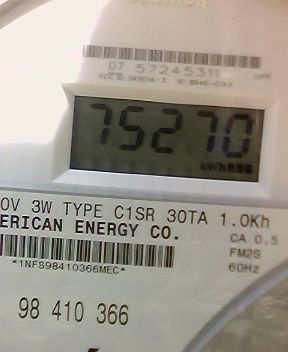 07 57245311
75270
kWh
0V 3W TYPE C1SR 30TA 1.0Kh
ERICAN ENERGY CO.
CA 0.5
FM2S
60Hz
*1NFS98410366MEC*
98 410 366